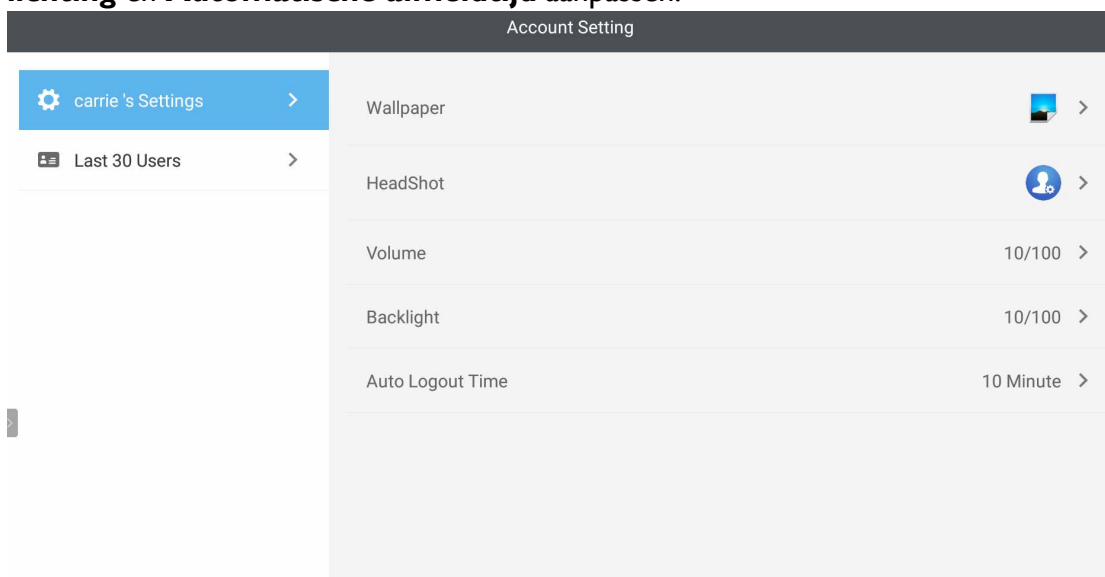 Account Setting
carrie 's Settings
Last 30 Users
Wallpaper
HeadShot
Volume 10/100
Backlight 10/100
Auto Logout Time 10 Minute